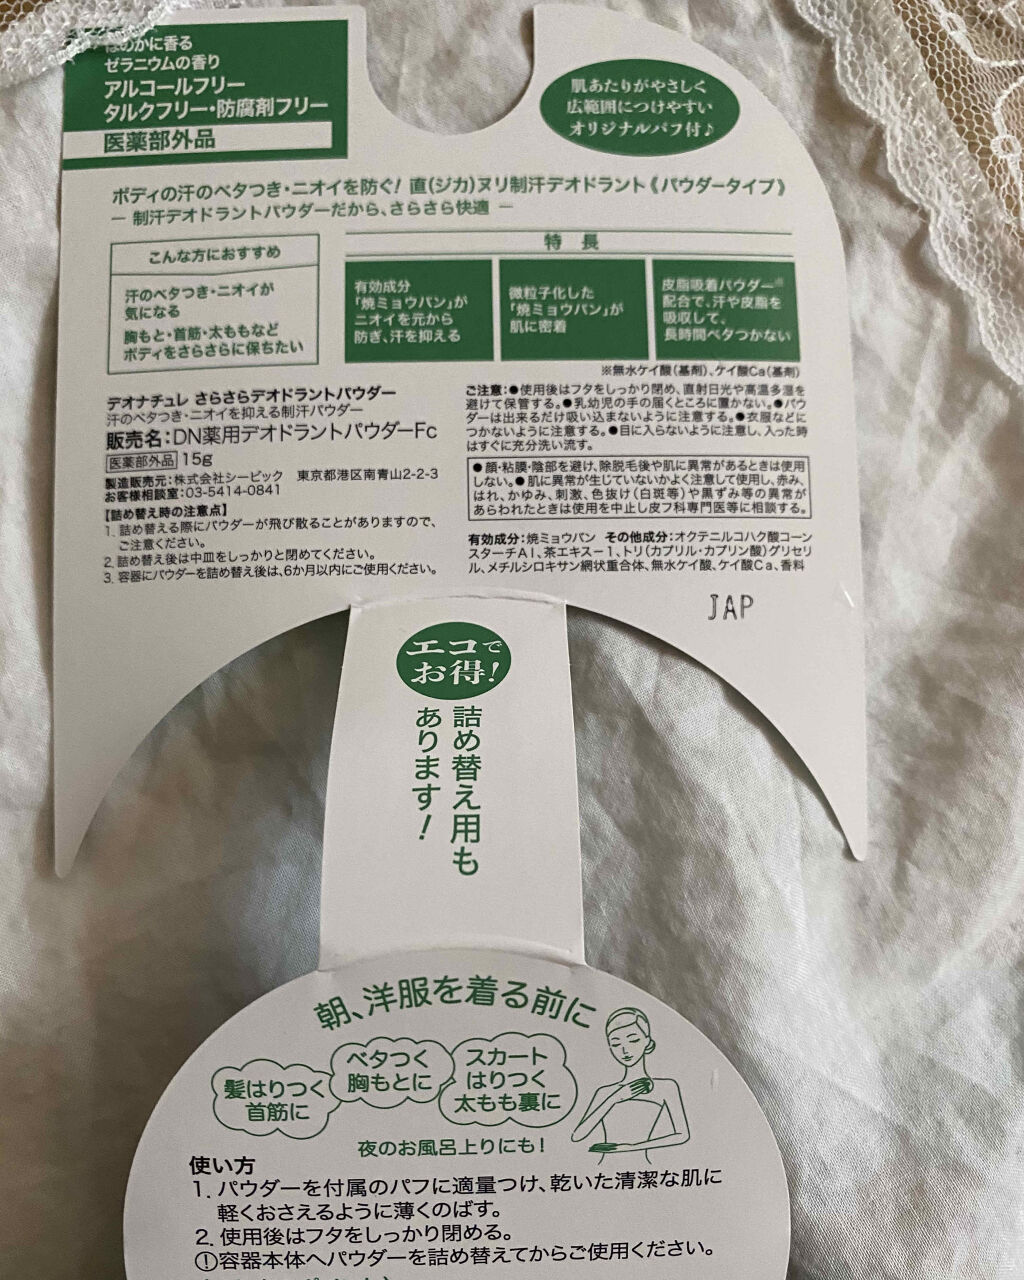 ほのかに香る
ゼラニウムの香り
アルコールフリー
タルクフリー・防腐剤フリー
医薬部外品
肌あたりがやさしく
広範囲につけやすい
オリジナルパフ付♪
ボディの汗のベタつき・ニオイを防ぐ! 直(ジカ)ヌリ制汗デオドラント《パウダータイプ》
― 制汗デオドラントパウダーだから、さらさら快適 ―
こんな方におすすめ
汗のベタつき・ニオイが
気になる
胸もと・首筋・太ももなど
ボディをさらさらに保ちたい
特長
有効成分
「焼ミョウバン」が
ニオイを元から
防ぎ、汗を抑える
微粒子化した
「焼ミョウバン」が
肌に密着
皮脂吸着パウダー※
配合で、汗や皮脂を
吸収して、
長時間ベタつかない
※無水ケイ酸(基剤)、ケイ酸Ca(基剤)
デオナチュレ さらさらデオドラントパウダー
汗のベタつき・ニオイを抑える制汗パウダー
販売名:DN薬用デオドラントパウダーFc
医薬部外品 15g
製造販売元:株式会社シービック 東京都港区南青山2-2-3
お客様相談室:03-5414-0841
【詰め替え時の注意点】
1. 詰め替える際にパウダーが飛び散ることがありますので、
ご注意ください。
2. 詰め替え後は中皿をしっかりと閉めてください。
3. 容器にパウダーを詰め替え後は、6か月以内にご使用ください。
ご注意:●使用後はフタをしっかり閉め、直射日光や高温多湿を
避けて保管する。●乳幼児の手の届くところに置かない。●パウ
ダーは出来るだけ吸い込まないように注意する。●衣服などに
つかないように注意する。●目に入らないように注意し、入った時
はすぐに充分洗い流す。
●顔・粘膜・陰部を避け、除脱毛後や肌に異常があるときは使用
しない。●肌に異常が生じていないかよく注意して使用し、赤み、
はれ、かゆみ、刺激、色抜け(白斑等)や黒ずみ等の異常が
あらわれたときは使用を中止し皮フ科専門医等に相談する。
有効成分:焼ミョウバン その他成分:オクテニルコハク酸コーン
スターチAl、茶エキス-1、トリ(カプリル・カプリン酸)グリセリ
ル、メチルシロキサン網状重合体、無水ケイ酸、ケイ酸Ca、香料
JAP
エコで
お得!
詰め替え用も
あります!
朝、洋服を着る前に
髪はりつく
首筋に
ベタつく
胸もとに
スカート
はりつく
太もも裏に
夜のお風呂上りにも!
使い方
1. パウダーを付属のパフに適量つけ、乾いた清潔な肌に
軽くおさえるように薄くのばす。
2. 使用後はフタをしっかり閉める。
!容器本体へパウダーを詰め替えてからご使用ください。